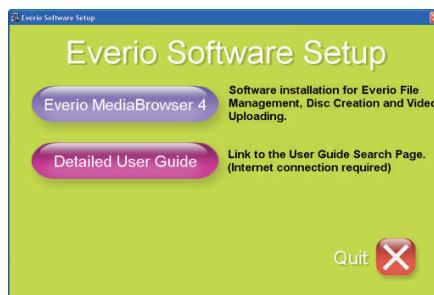 Everio Software Setup
Everio Software Setup
Everio MediaBrowser 4
Software installation for Everio File
Management, Disc Creation and Video
Uploading.
Detailed User Guide
Link to the User Guide Search Page.
(Internet connection required)
Quit